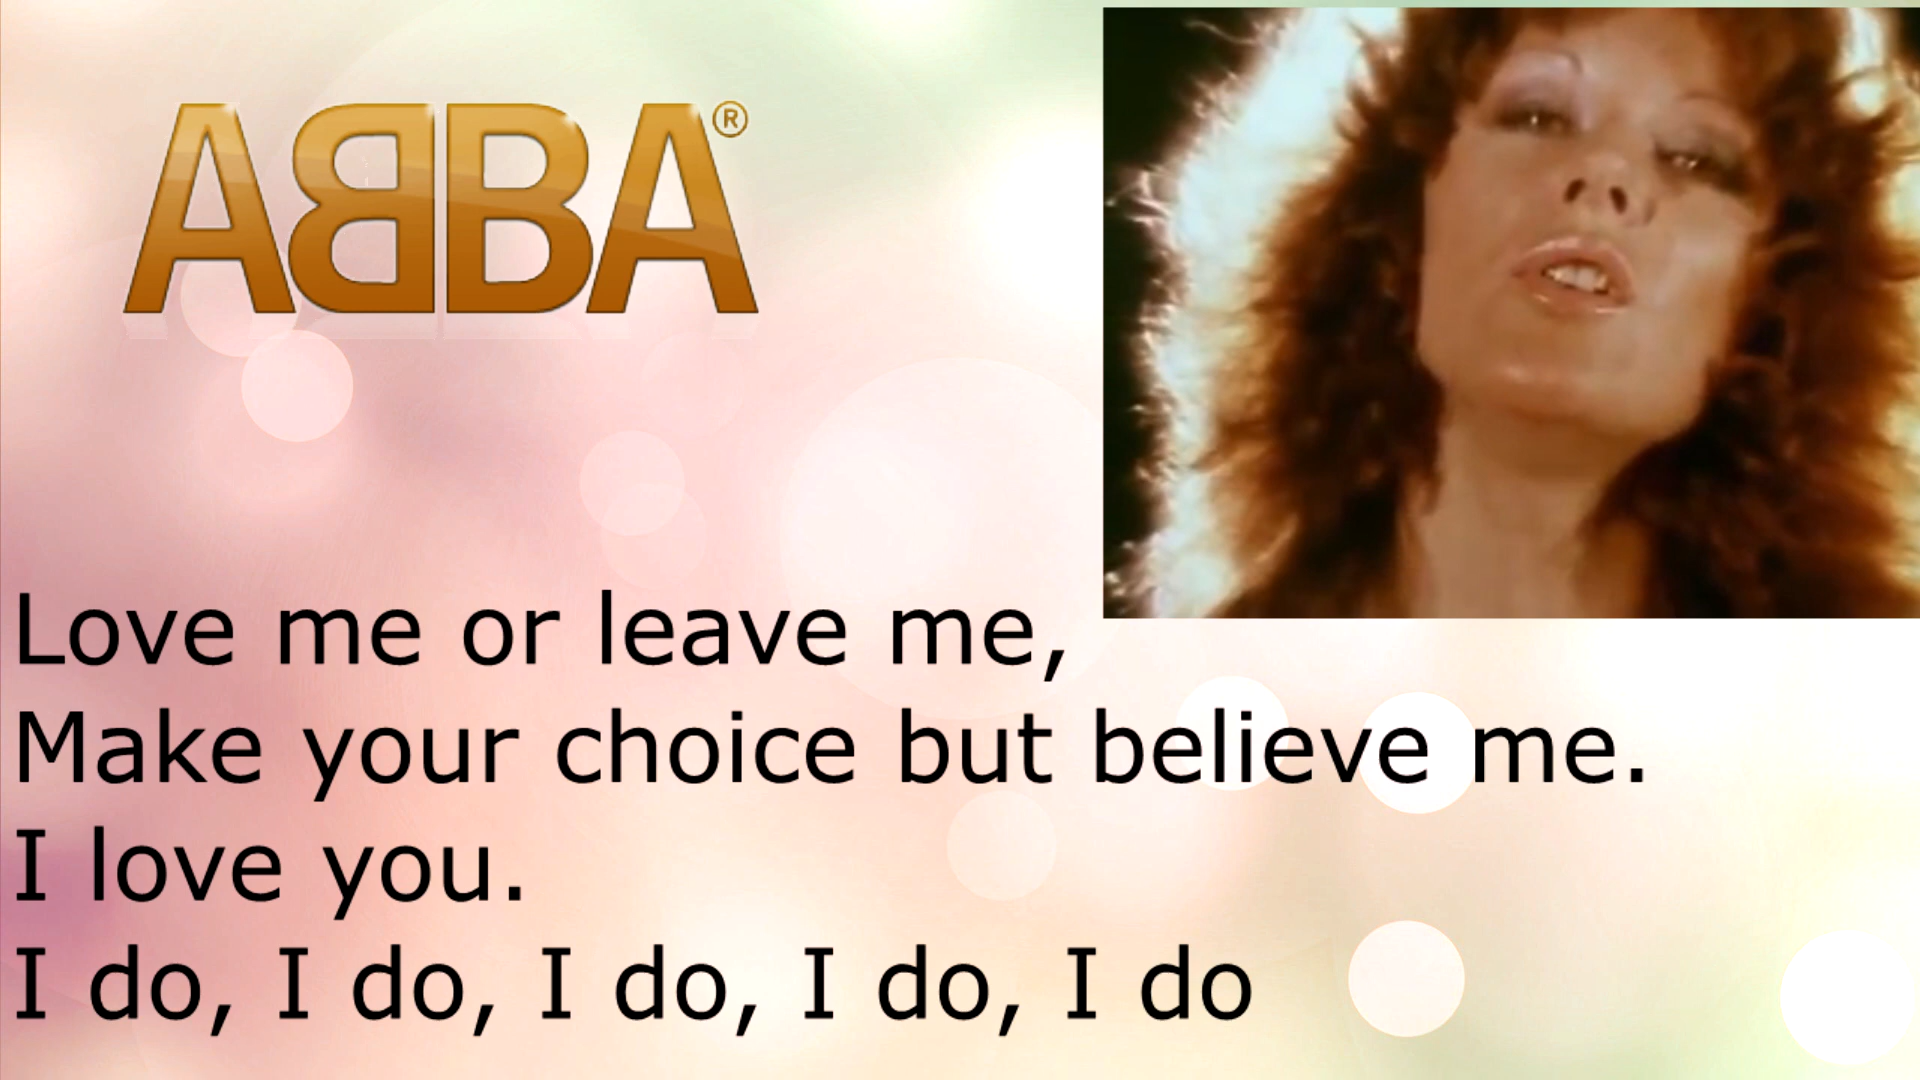 ABBA®
Love me or leave me,
Make your choice but believe me.
I love you.
I do, I do, I do, I do, I do